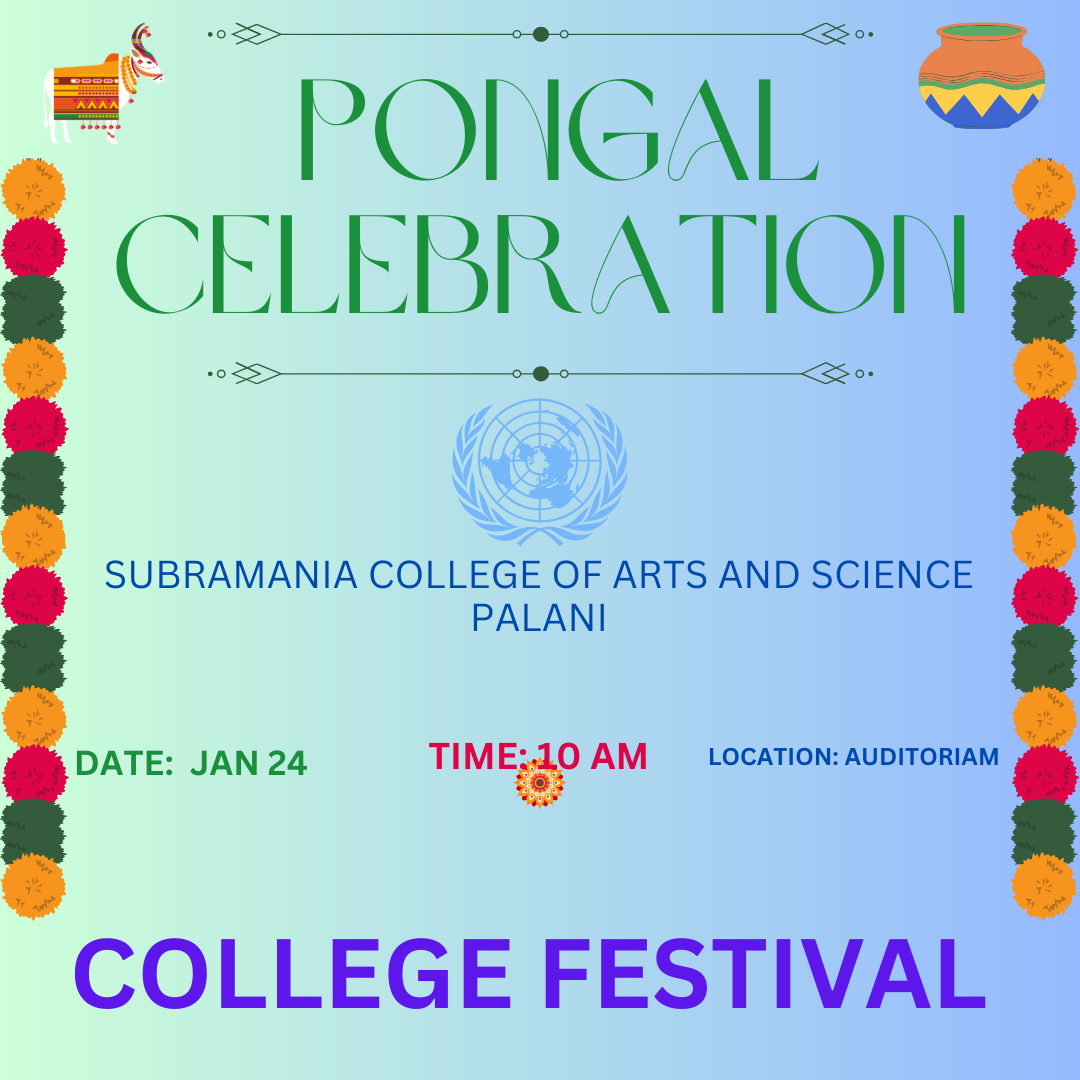 PONGAL
CELEBRATION
SUBRAMANIA COLLEGE OF ARTS AND SCIENCE
PALANI
DATE:  JAN 24
TIME: 10 AM
LOCATION: AUDITORIAM
COLLEGE FESTIVAL